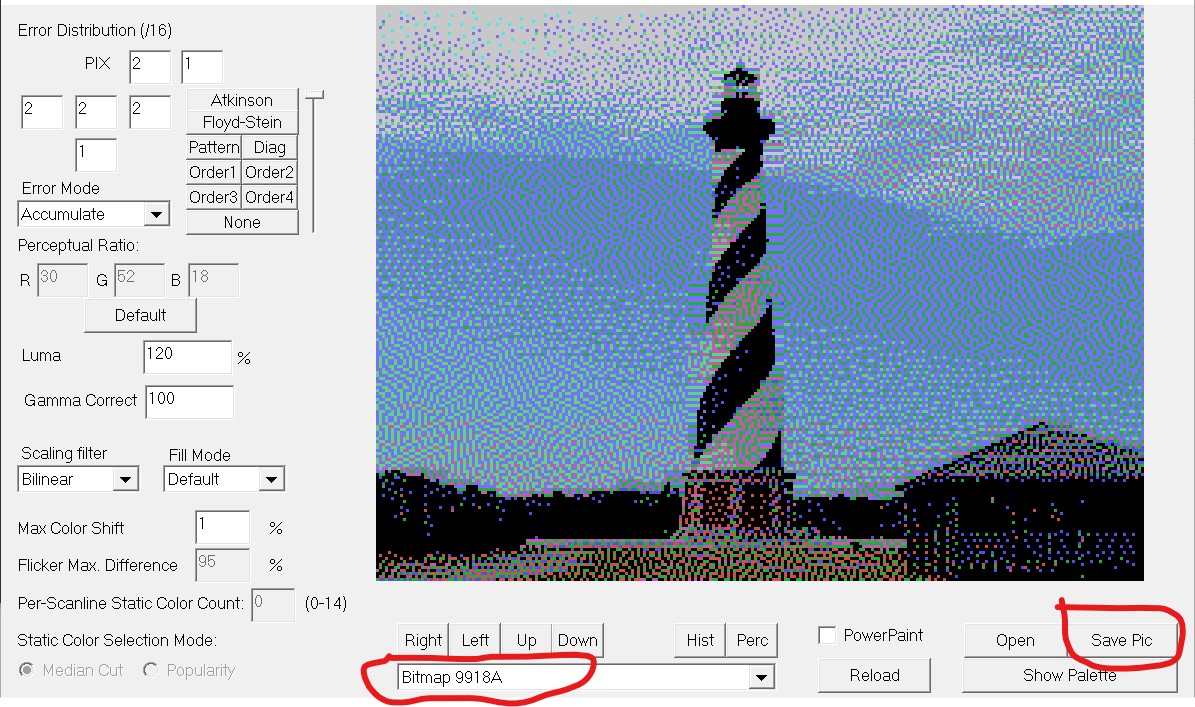 Error Distribution (/16)
PIX 2 1
2 2 2
1
Atkinson
Floyd-Stein
Pattern Diag
Order1 Order2
Order3 Order4
None
Error Mode
Accumulate
Perceptual Ratio:
R 30 G 52 B 18
Default
Luma 120 %
Gamma Correct 100
Scaling filter Fill Mode
Bilinear Default
Max Color Shift 1 %
Flicker Max. Difference 95 %
Per-Scanline Static Color Count: 0 (0-14)
Static Color Selection Mode:
Median Cut Popularity
Right Left Up Down Hist Perc
Bitmap 9918A
PowerPaint
Reload
Open Save Pic
Show Palette